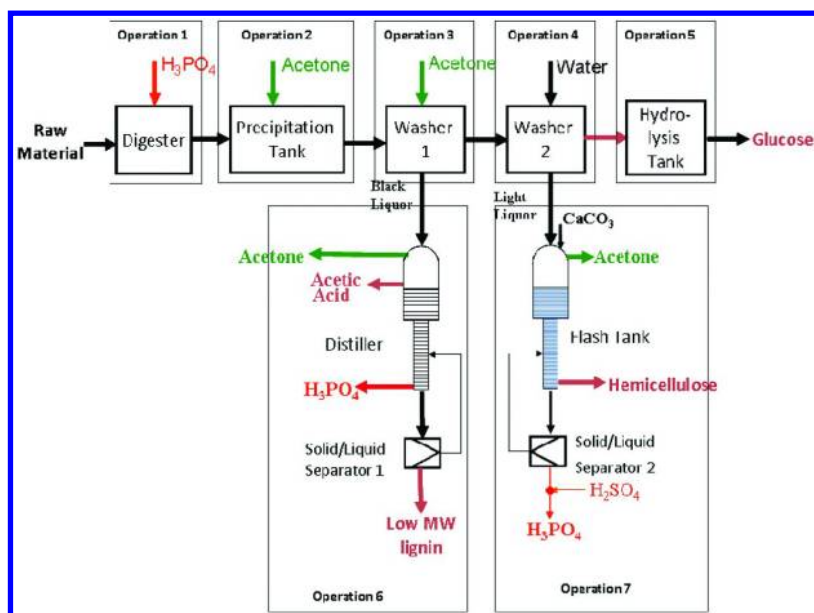 Operation 1
Operation 2
Operation 3
Operation 4
Operation 5
H₃PO₄
Acetone
Acetone
Water
Raw
Material
Digester
Precipitation
Tank
Washer
1
Washer
2
Hydro-
lysis
Tank
Glucose
Black
Liquor
Light
Liquor
CaCO₃
Acetone
Acetone
Acetic
Acid
Distiller
Flash Tank
H₃PO₄
Hemicellulose
Solid/Liquid
Separator 1
Solid/Liquid
Separator 2
H₂SO₄
Low MW
lignin
H₃PO₄
Operation 6
Operation 7